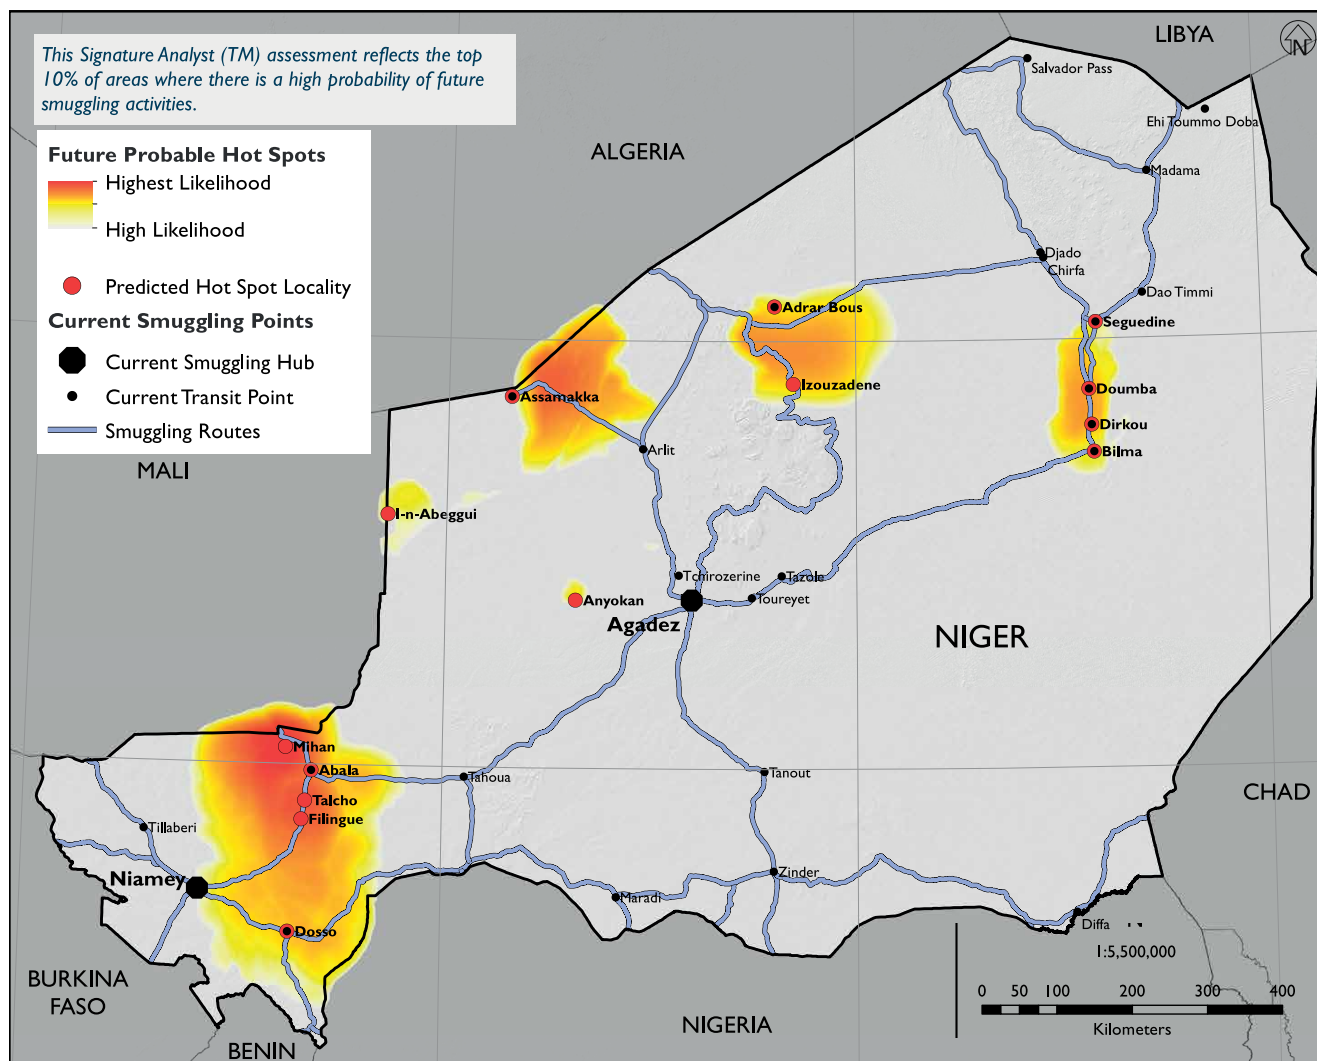 This Signature Analyst (TM) assessment reflects the top
10% of areas where there is a high probability of future
smuggling activities.
Future Probable Hot Spots
Highest Likelihood
High Likelihood
Predicted Hot Spot Locality
Current Smuggling Points
Current Smuggling Hub
Current Transit Point
Smuggling Routes
LIBYA
N
Salvador Pass
Ehi Toummo Doba
ALGERIA
Madama
Djado
Chirfa
Dao Timmi
Adrar Bous
Seguedine
Izouzadene
Doumba
Assamakka
Dirkou
Arlit
Bilma
MALI
I-n-Abeggui
Tchirozerine
Tazole
Anyokan
Toureyet
Agadez
NIGER
Mihan
Abala
Tahoua
Tanout
CHAD
Talcho
Filingue
Tillaberi
Niamey
Zinder
Maradi
Diffa
Dosso
1:5,500,000
BURKINA
FASO
0 50 100 200 300 400
Kilometers
NIGERIA
BENIN